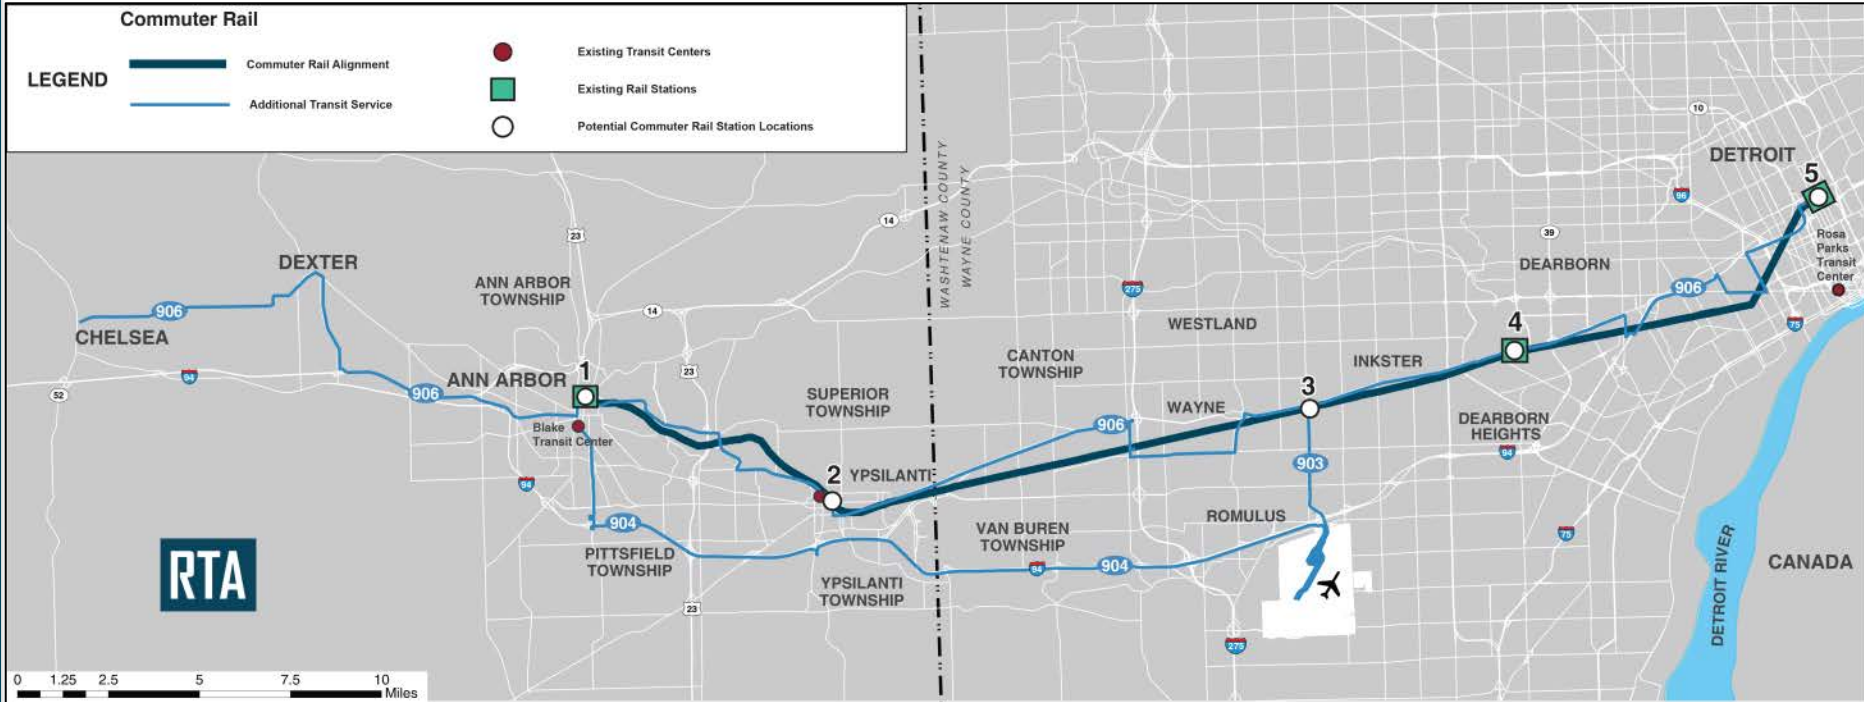 Commuter Rail
LEGEND
Commuter Rail Alignment
Additional Transit Service
Existing Transit Centers
Existing Rail Stations
Potential Commuter Rail Station Locations
WASHTENAW COUNTY
WAYNE COUNTY
10
DETROIT
5
96
14
39
23
Rosa
Parks
Transit
Center
DEXTER
DEARBORN
ANN ARBOR
TOWNSHIP
275
906
906
14
CHELSEA
WESTLAND
4
75
CANTON
TOWNSHIP
INKSTER
1
23
94
ANN ARBOR
3
52
906
SUPERIOR
TOWNSHIP
WAYNE
906
DEARBORN
HEIGHTS
Blake
Transit Center
94
2
YPSILANTI
903
94
904
ROMULUS
VAN BUREN
TOWNSHIP
75
PITTSFIELD
TOWNSHIP
94
904
CANADA
RTA
YPSILANTI
TOWNSHIP
DETROIT RIVER
23
275
0 1.25 2.5 5 7.5 10
Miles